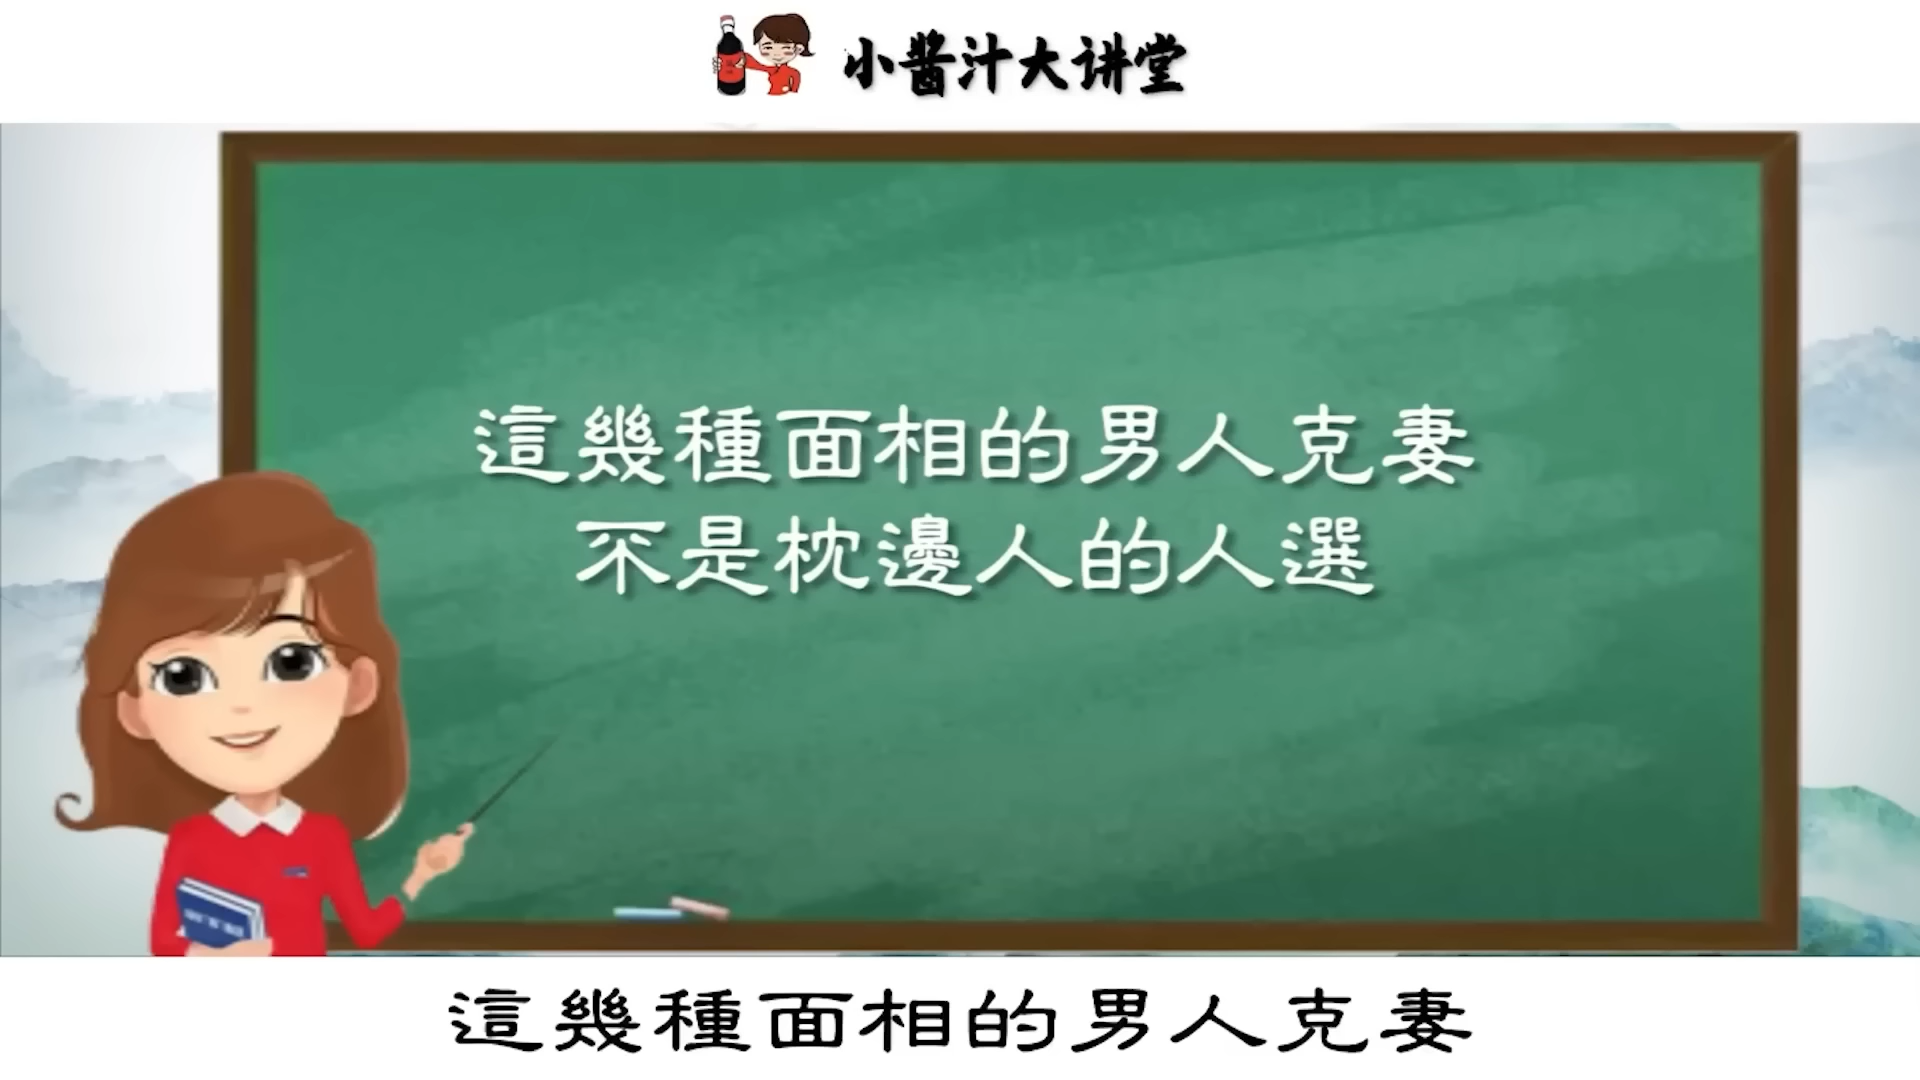 小酱汁大讲堂
這幾種面相的男人克妻
不是枕邊人的人選
這幾種面相的男人克妻